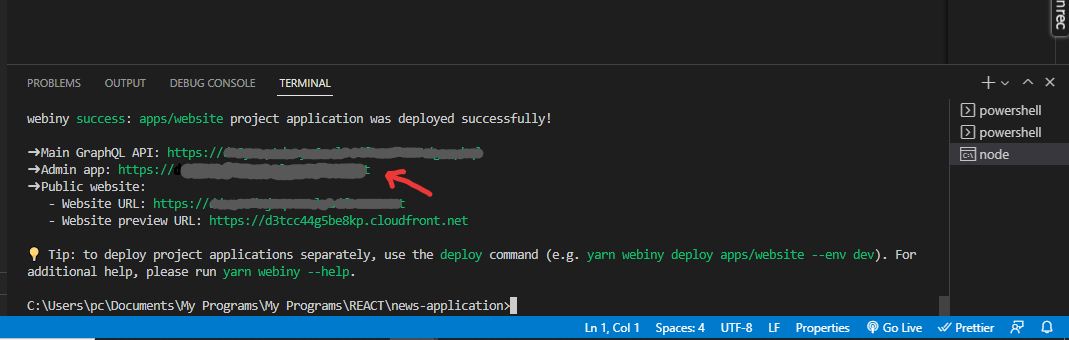 n rec
PROBLEMS OUTPUT DEBUG CONSOLE TERMINAL
webiny success: apps/website project application was deployed successfully!
➜Main GraphQL API: https://
➜Admin app: https://
➜Public website:
- Website URL: https://
- Website preview URL: https://d3tcc44g5be8kp.cloudfront.net
💡 Tip: to deploy project applications separately, use the deploy command (e.g. yarn webiny deploy apps/website --env dev). For
additional help, please run yarn webiny --help.
C:\Users\pc\Documents\My Programs\My Programs\REACT\news-application>
powershell
powershell
node
Ln 1, Col 1 Spaces: 4 UTF-8 LF Properties Go Live Prettier